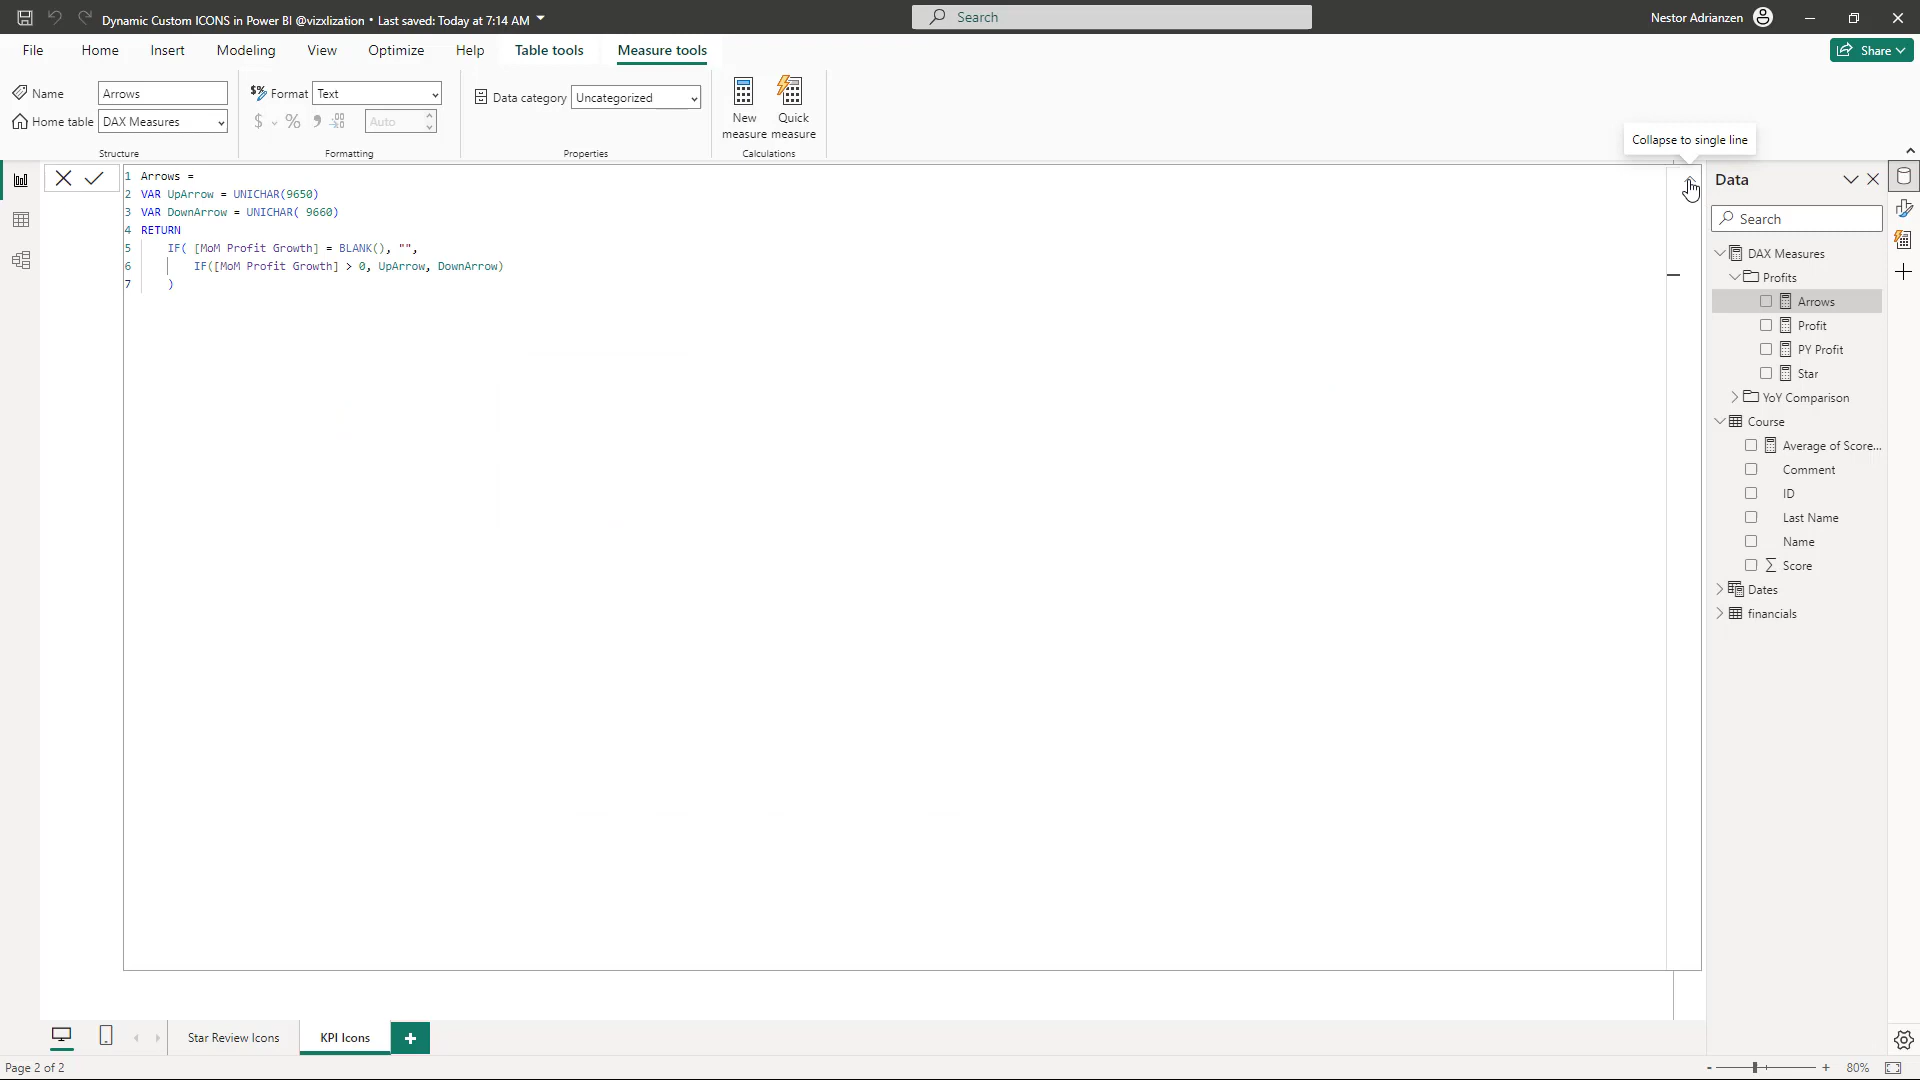 Dynamic Custom ICONS in Power BI @vizxlization • Last saved: Today at 7:14 AM
Search
Nestor Adrianzen
File Home Insert Modeling View Optimize Help Table tools Measure tools
Share
Name Arrows
Home table DAX Measures
Structure
Format Text
$ % 9 .00
Auto
Formatting
Data category Uncategorized
Properties
New measure
Quick measure
Calculations
Collapse to single line
1 Arrows =
2 VAR UpArrow = UNICHAR(9650)
3 VAR DownArrow = UNICHAR( 9660)
4 RETURN
5 IF( [MoM Profit Growth] = BLANK(), "",
6 IF([MoM Profit Growth] > 0, UpArrow, DownArrow)
7 )
Data
Search
DAX Measures
Profits
Arrows
Profit
PY Profit
Star
YoY Comparison
Course
Average of Score...
Comment
ID
Last Name
Name
Score
Dates
financials
Star Review Icons KPI Icons
Page 2 of 2
- + 80%